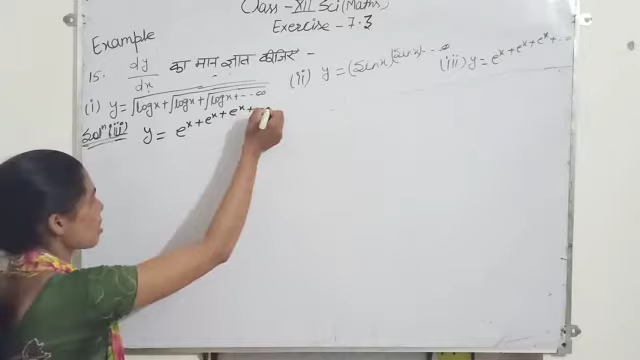 Class - XII Sci (Maths)
Exercise - 7.3
Example
15. dy/dx का मान ज्ञात कीजिए -
(i) y = √(log x + √(log x + √(log x + --- ∞ (ii) y = (Sin x)^(Sin x)^--- ∞ (iii) y = e^x + e^x + e^x + --- ∞
Solⁿ (iii) y = e^x + e^x + e^x + --